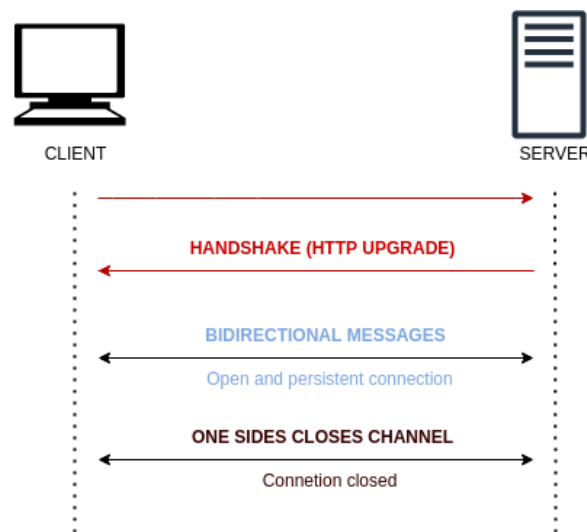 CLIENT
SERVER
HANDSHAKE (HTTP UPGRADE)
BIDIRECTIONAL MESSAGES
Open and persistent connection
ONE SIDES CLOSES CHANNEL
Connetion closed